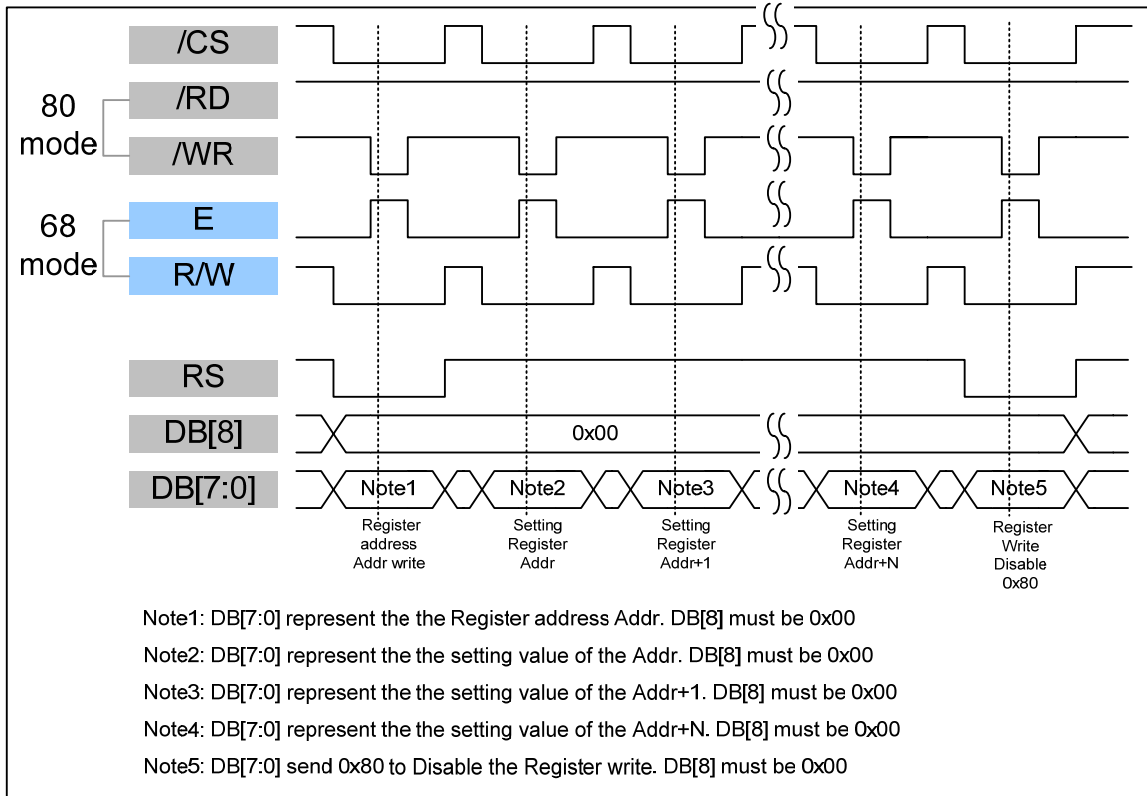 /CS
80
mode
/RD
/WR
68
mode
E
R/W
RS
DB[8]
0x00
DB[7:0]
Note1
Note2
Note3
Note4
Note5
Register
address
Addr write
Setting
Register
Addr
Setting
Register
Addr+1
Setting
Register
Addr+N
Register
Write
Disable
0x80
Note1: DB[7:0] represent the the Register address Addr. DB[8] must be 0x00
Note2: DB[7:0] represent the the setting value of the Addr. DB[8] must be 0x00
Note3: DB[7:0] represent the the setting value of the Addr+1. DB[8] must be 0x00
Note4: DB[7:0] represent the the setting value of the Addr+N. DB[8] must be 0x00
Note5: DB[7:0] send 0x80 to Disable the Register write. DB[8] must be 0x00